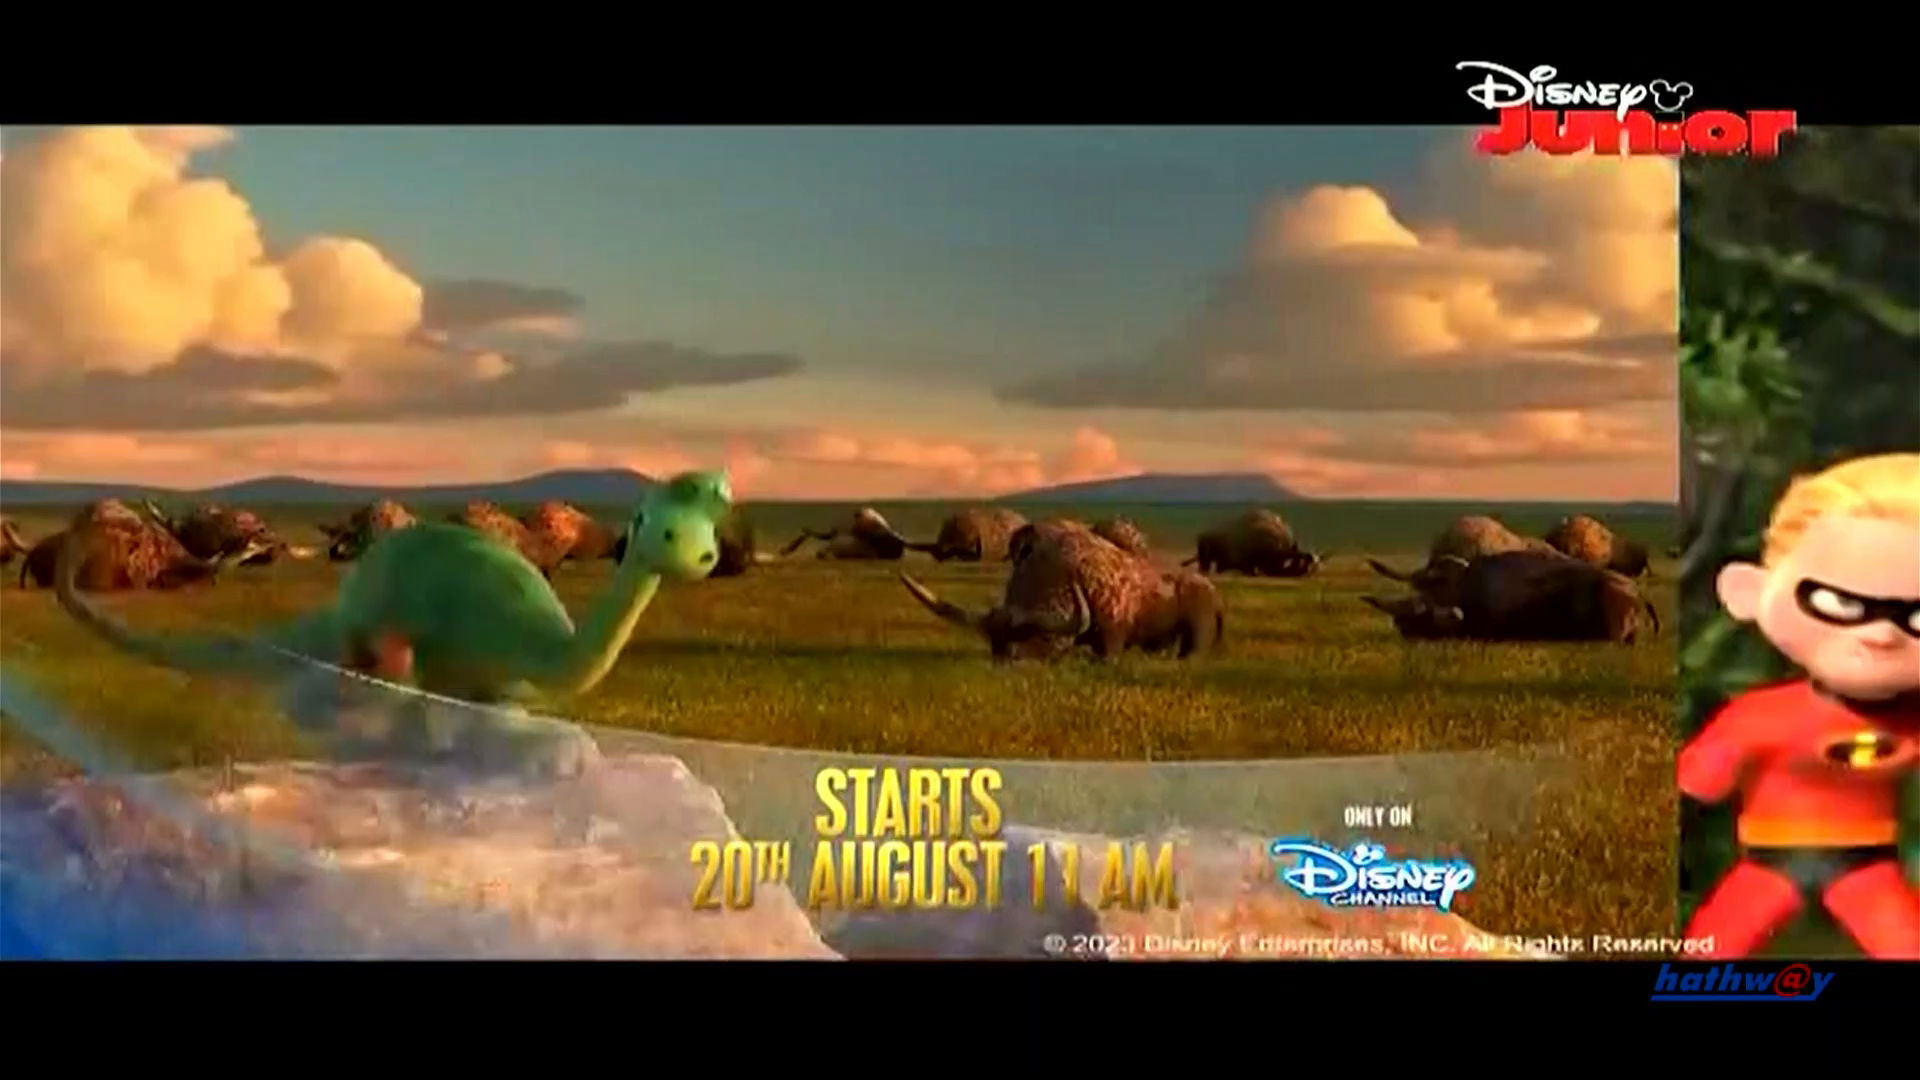 Disney
Junior
STARTS
20TH AUGUST 11 AM
ONLY ON
Disney
CHANNEL
© 2023 Disney Enterprises, INC. All Rights Reserved
hathw@y